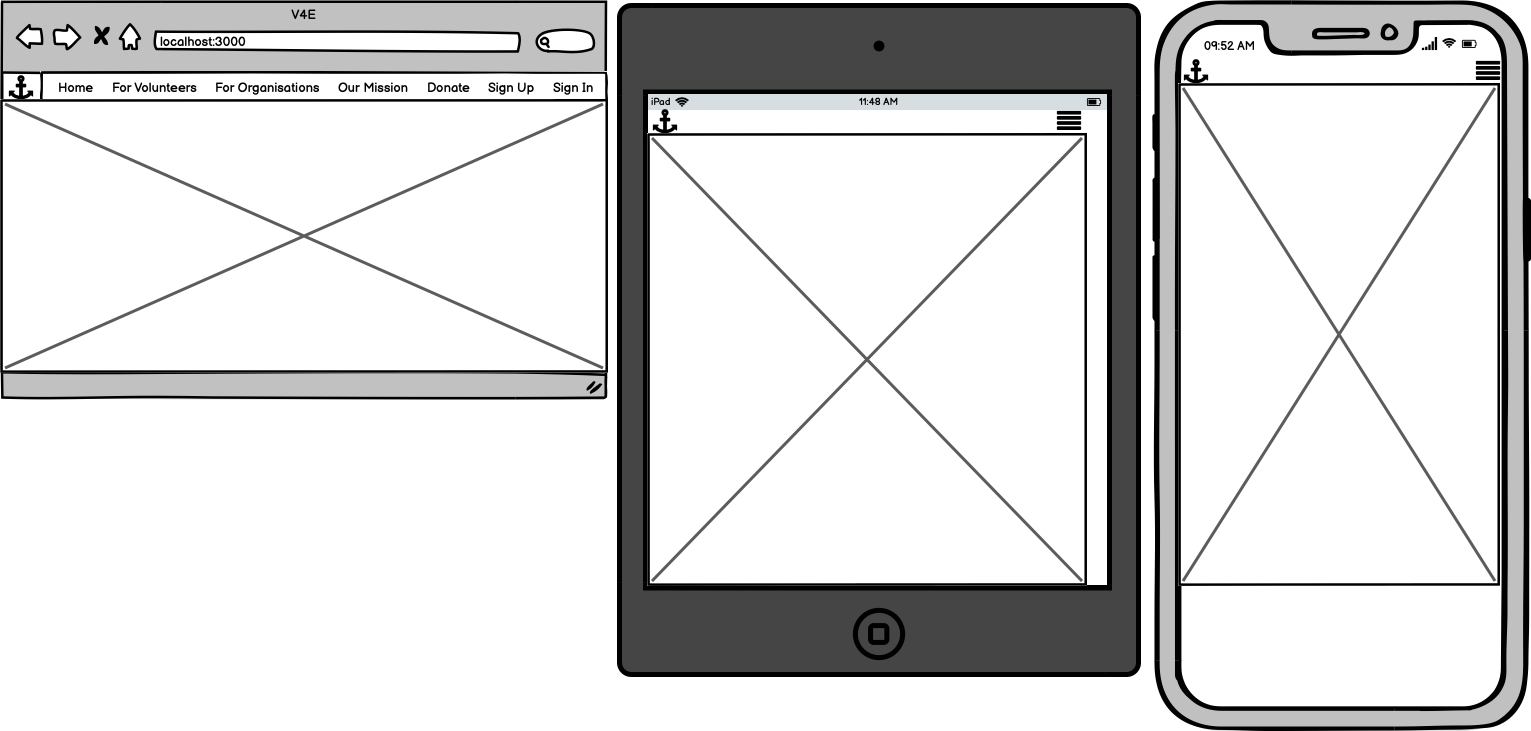 V4E
localhost:3000
Home For Volunteers For Organisations Our Mission Donate Sign Up Sign In
iPad 11:48 AM
09:52 AM